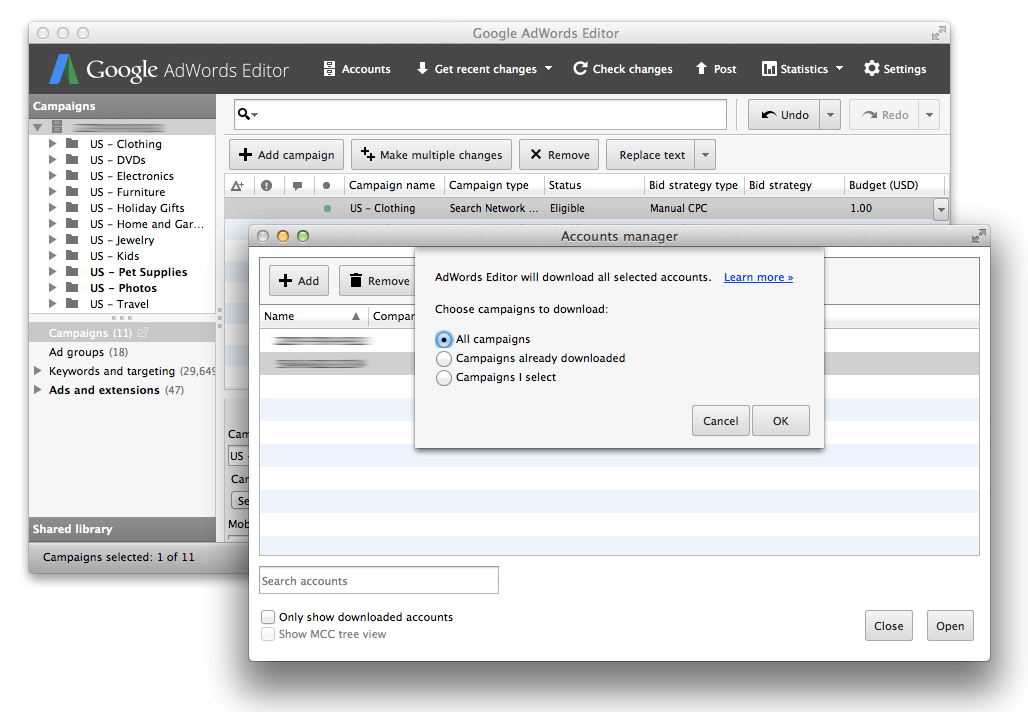 Google AdWords Editor
Google AdWords Editor
Accounts
Get recent changes
Check changes
Post
Statistics
Settings
Campaigns
US - Clothing
US - DVDs
US - Electronics
US - Furniture
US - Holiday Gifts
US - Home and Gar...
US - Jewelry
US - Kids
US - Pet Supplies
US - Photos
US - Travel
Campaigns (11)
Ad groups (18)
Keywords and targeting (29,649
Ads and extensions (47)
Shared library
Campaigns selected: 1 of 11
Undo
Redo
Add campaign
Make multiple changes
Remove
Replace text
Campaign name
Campaign type
Status
Bid strategy type
Bid strategy
Budget (USD)
US - Clothing
Search Network ...
Eligible
Manual CPC
1.00
US -
Accounts manager
Add
Remove
Name
AdWords Editor will download all selected accounts. Learn more »
Choose campaigns to download:
All campaigns
Campaigns already downloaded
Campaigns I select
Cancel
OK
Search accounts
Only show downloaded accounts
Show MCC tree view
Close
Open